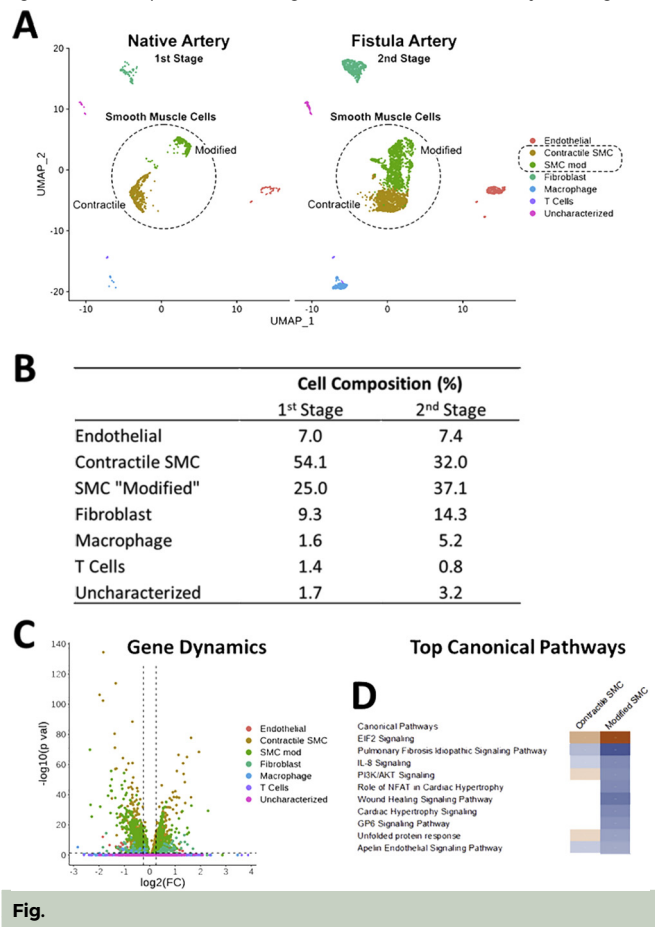 A
Native Artery
1st Stage
Fistula Artery
2nd Stage
20
10
0
-10
-20
UMAP_2
Smooth Muscle Cells
Modified
Contractile
Smooth Muscle Cells
Modified
Contractile
Endothelial
Contractile SMC
SMC mod
Fibroblast
Macrophage
T Cells
Uncharacterized
-10 0 10 -10 0 10
UMAP_1
B
Cell Composition (%)
1st Stage 2nd Stage
Endothelial 7.0 7.4
Contractile SMC 54.1 32.0
SMC "Modified" 25.0 37.1
Fibroblast 9.3 14.3
Macrophage 1.6 5.2
T Cells 1.4 0.8
Uncharacterized 1.7 3.2
C
Gene Dynamics
140
120
100
80
60
40
20
0
-log10(p val)
-3 -2 -1 0 1 2 3 4
log2(FC)
Endothelial
Contractile SMC
SMC mod
Fibroblast
Macrophage
T Cells
Uncharacterized
Top Canonical Pathways
D
Contractile SMC
Modified SMC
Canonical Pathways
EIF2 Signaling
Pulmonary Fibrosis Idiopathic Signaling Pathway
IL-8 Signaling
PI3K/AKT Signaling
Role of NFAT in Cardiac Hypertrophy
Wound Healing Signaling Pathway
Cardiac Hypertrophy Signaling
GP6 Signaling Pathway
Unfolded protein response
Apelin Endothelial Signaling Pathway
Fig.